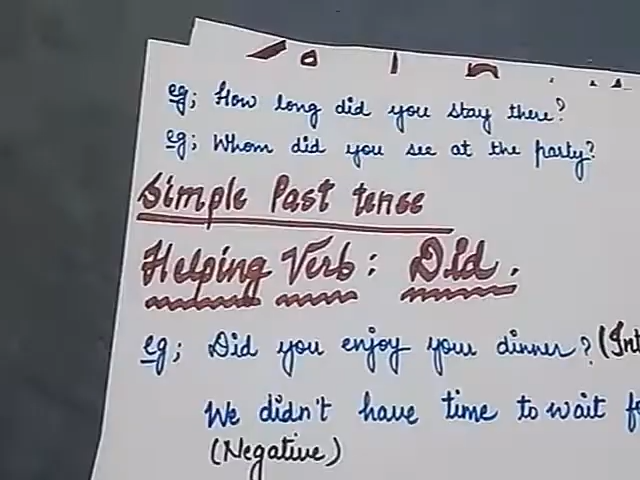 eg; How long did you stay there?
eg; Whom did you see at the party?
Simple Past tense
Helping Verb: Did.
eg; Did you enjoy your dinner? (Int
We didn't have time to wait f
(Negative)